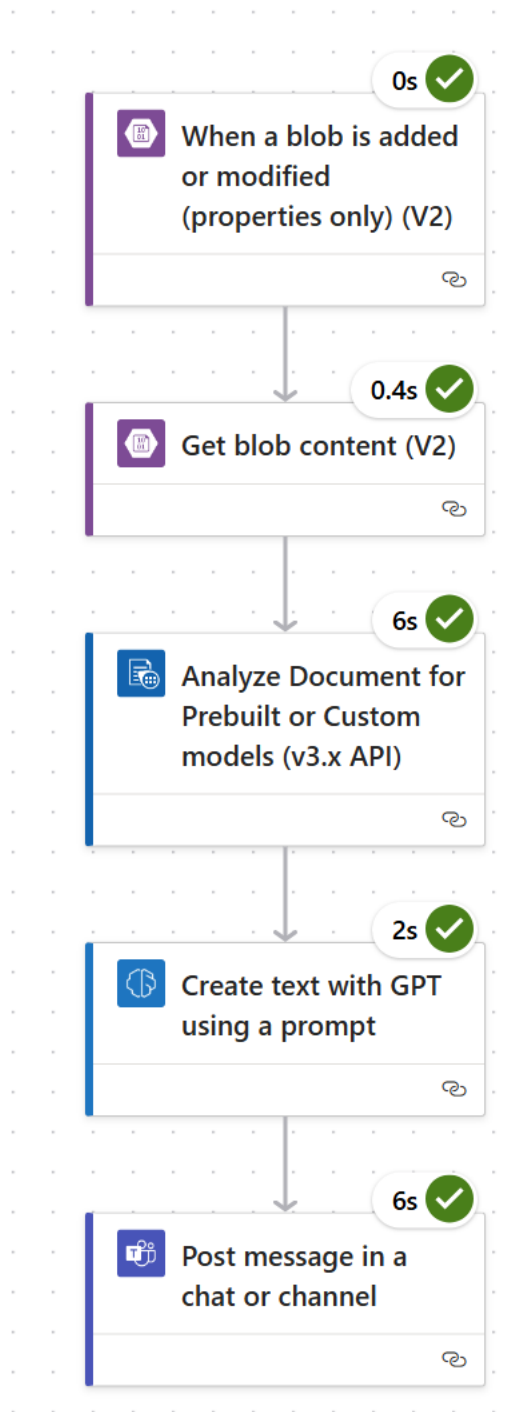 0s
When a blob is added
or modified
(properties only) (V2)
0.4s
Get blob content (V2)
6s
Analyze Document for
Prebuilt or Custom
models (v3.x API)
2s
Create text with GPT
using a prompt
6s
Post message in a
chat or channel